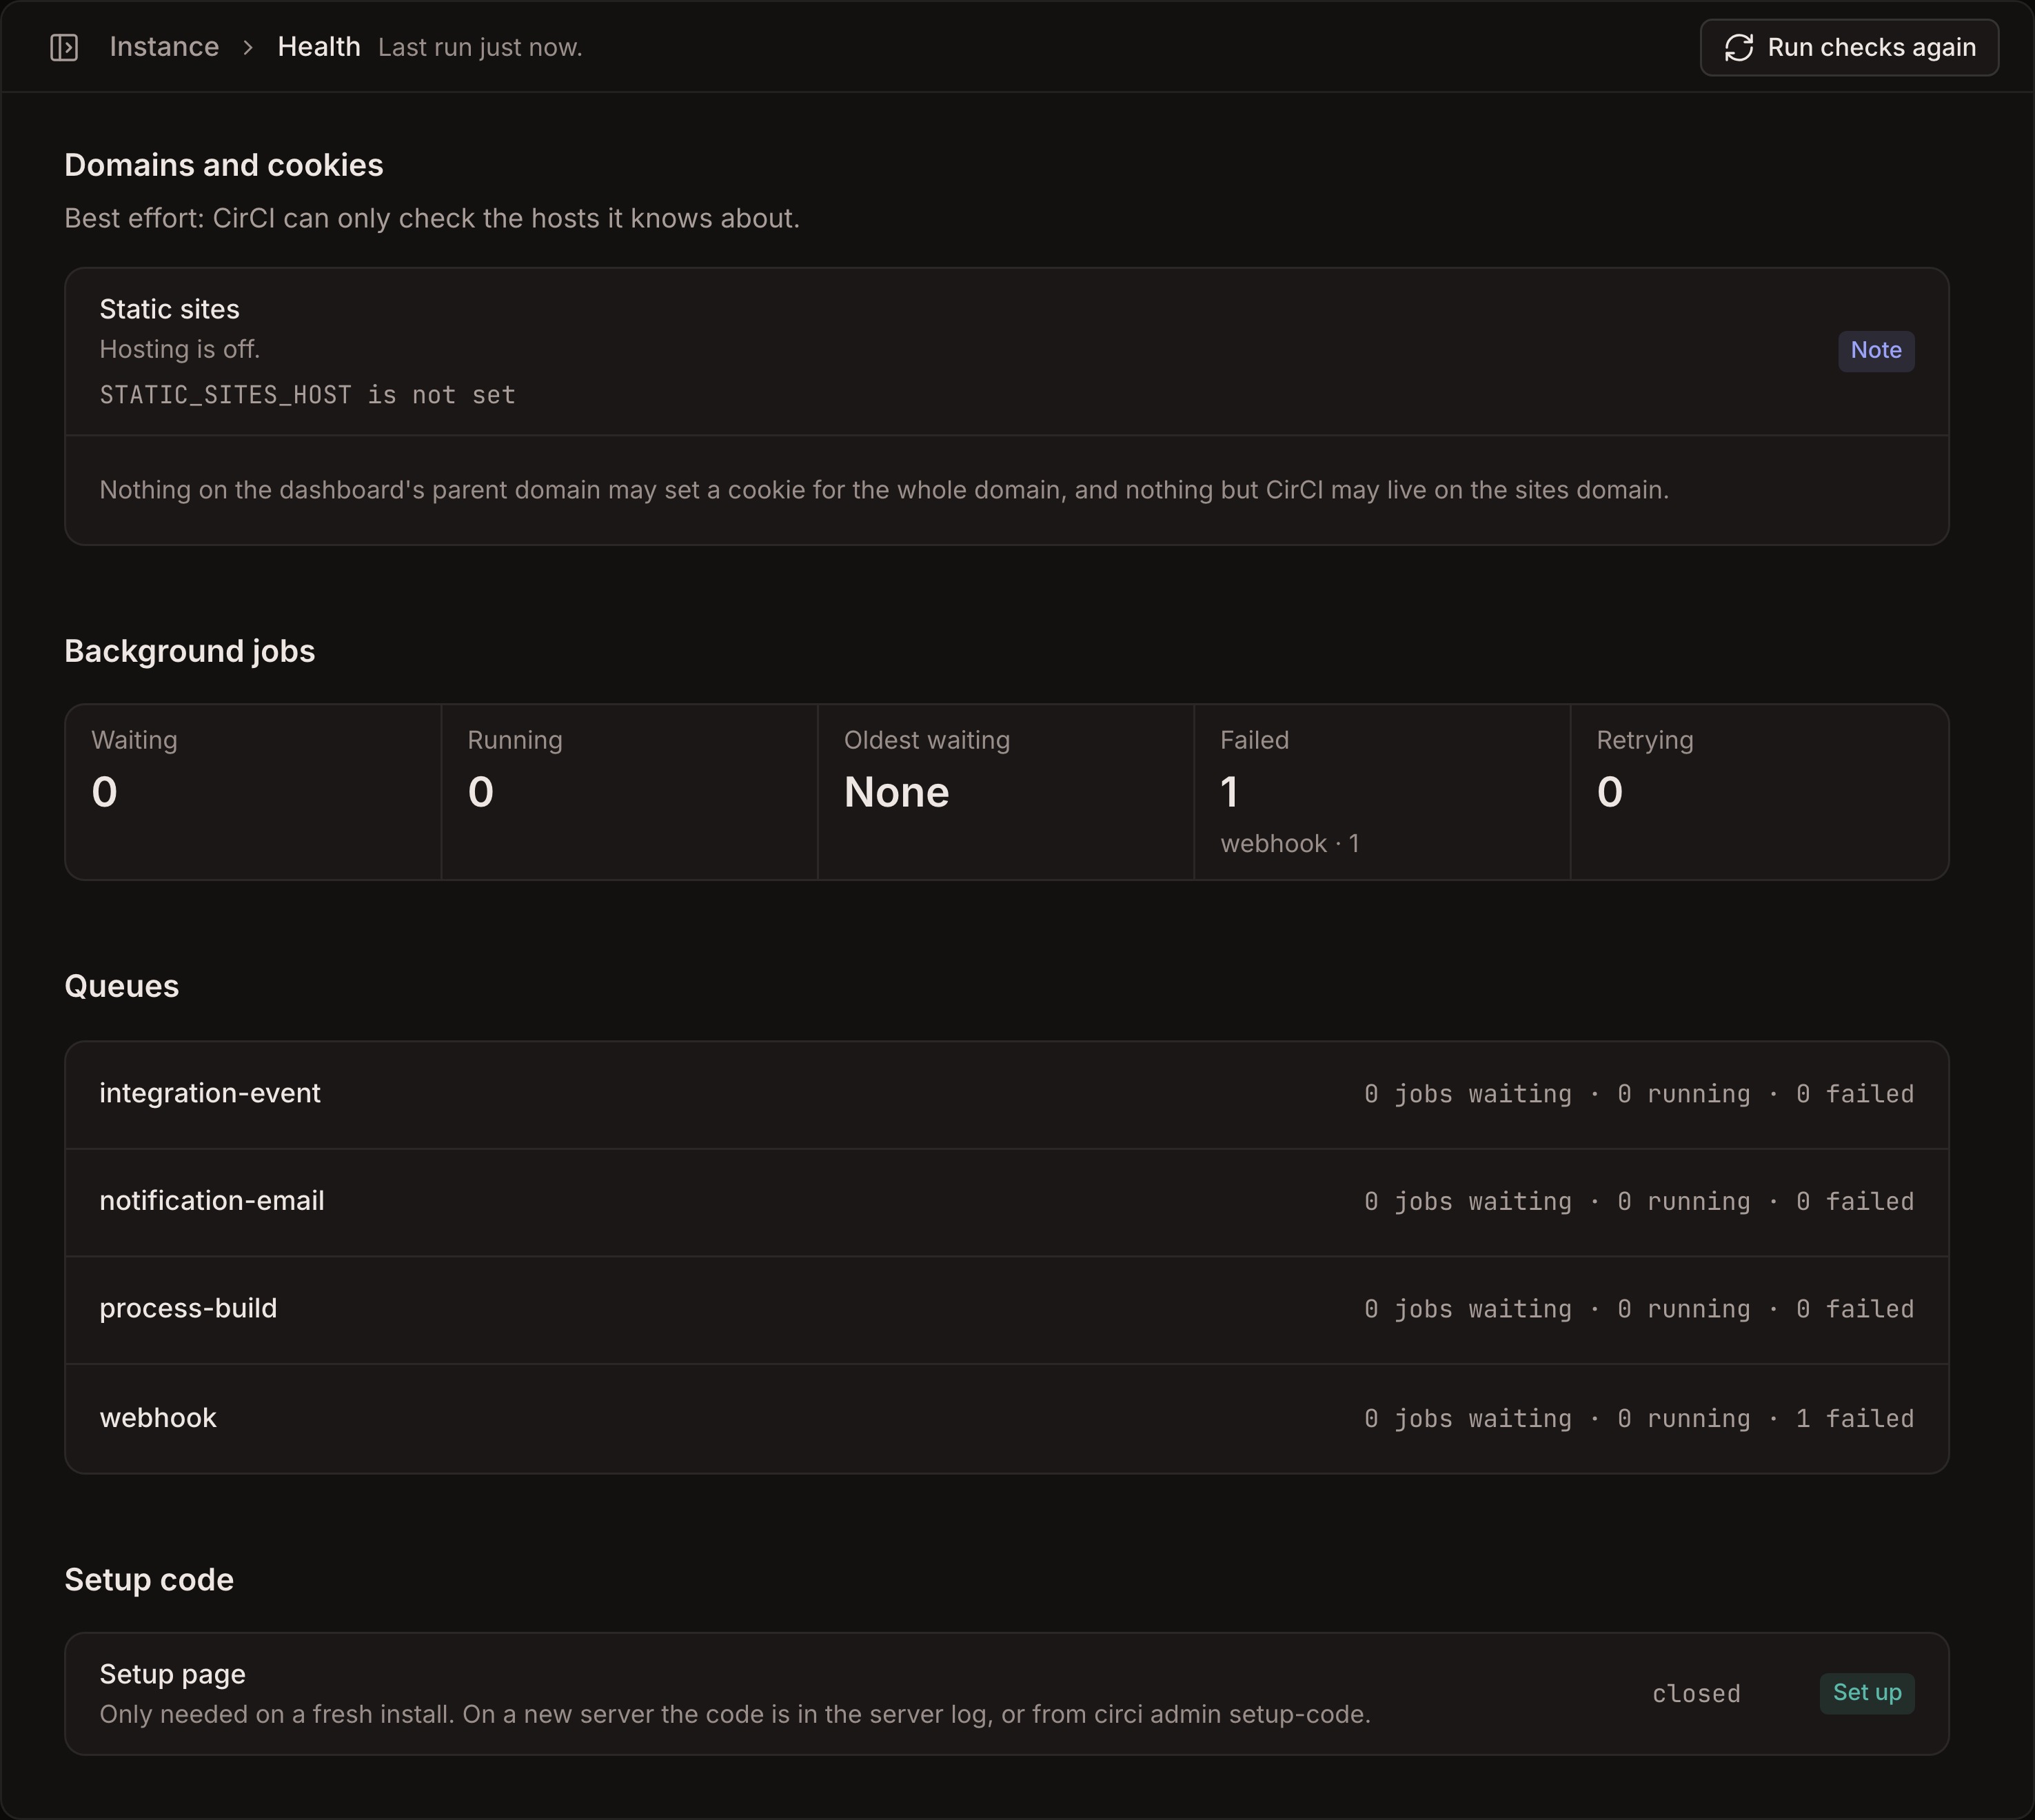 Instance > Health Last run just now.
Run checks again
Domains and cookies
Best effort: CirCI can only check the hosts it knows about.
Static sites
Hosting is off.
STATIC_SITES_HOST is not set
Note
Nothing on the dashboard's parent domain may set a cookie for the whole domain, and nothing but CirCI may live on the sites domain.
Background jobs
Waiting
0
Running
0
Oldest waiting
None
Failed
1
webhook · 1
Retrying
0
Queues
integration-event
0 jobs waiting · 0 running · 0 failed
notification-email
0 jobs waiting · 0 running · 0 failed
process-build
0 jobs waiting · 0 running · 0 failed
webhook
0 jobs waiting · 0 running · 1 failed
Setup code
Setup page
Only needed on a fresh install. On a new server the code is in the server log, or from circi admin setup-code.
closed
Set up